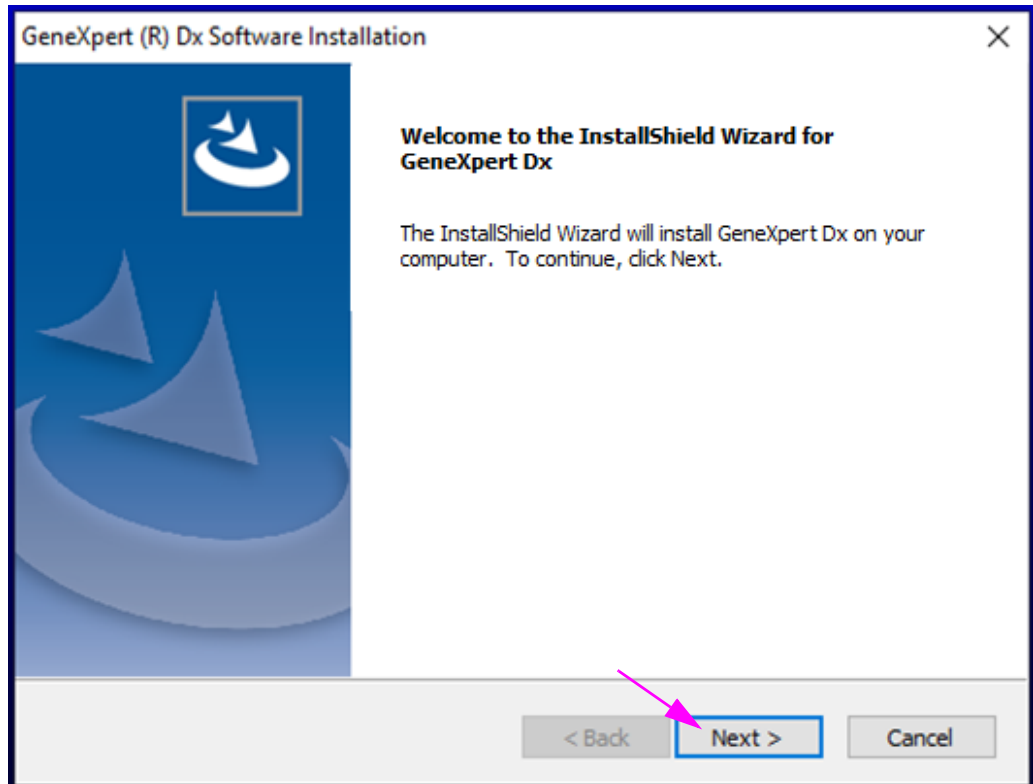 GeneXpert (R) Dx Software Installation
Welcome to the InstallShield Wizard for
GeneXpert Dx
The InstallShield Wizard will install GeneXpert Dx on your
computer.  To continue, click Next.
< Back
Next >
Cancel